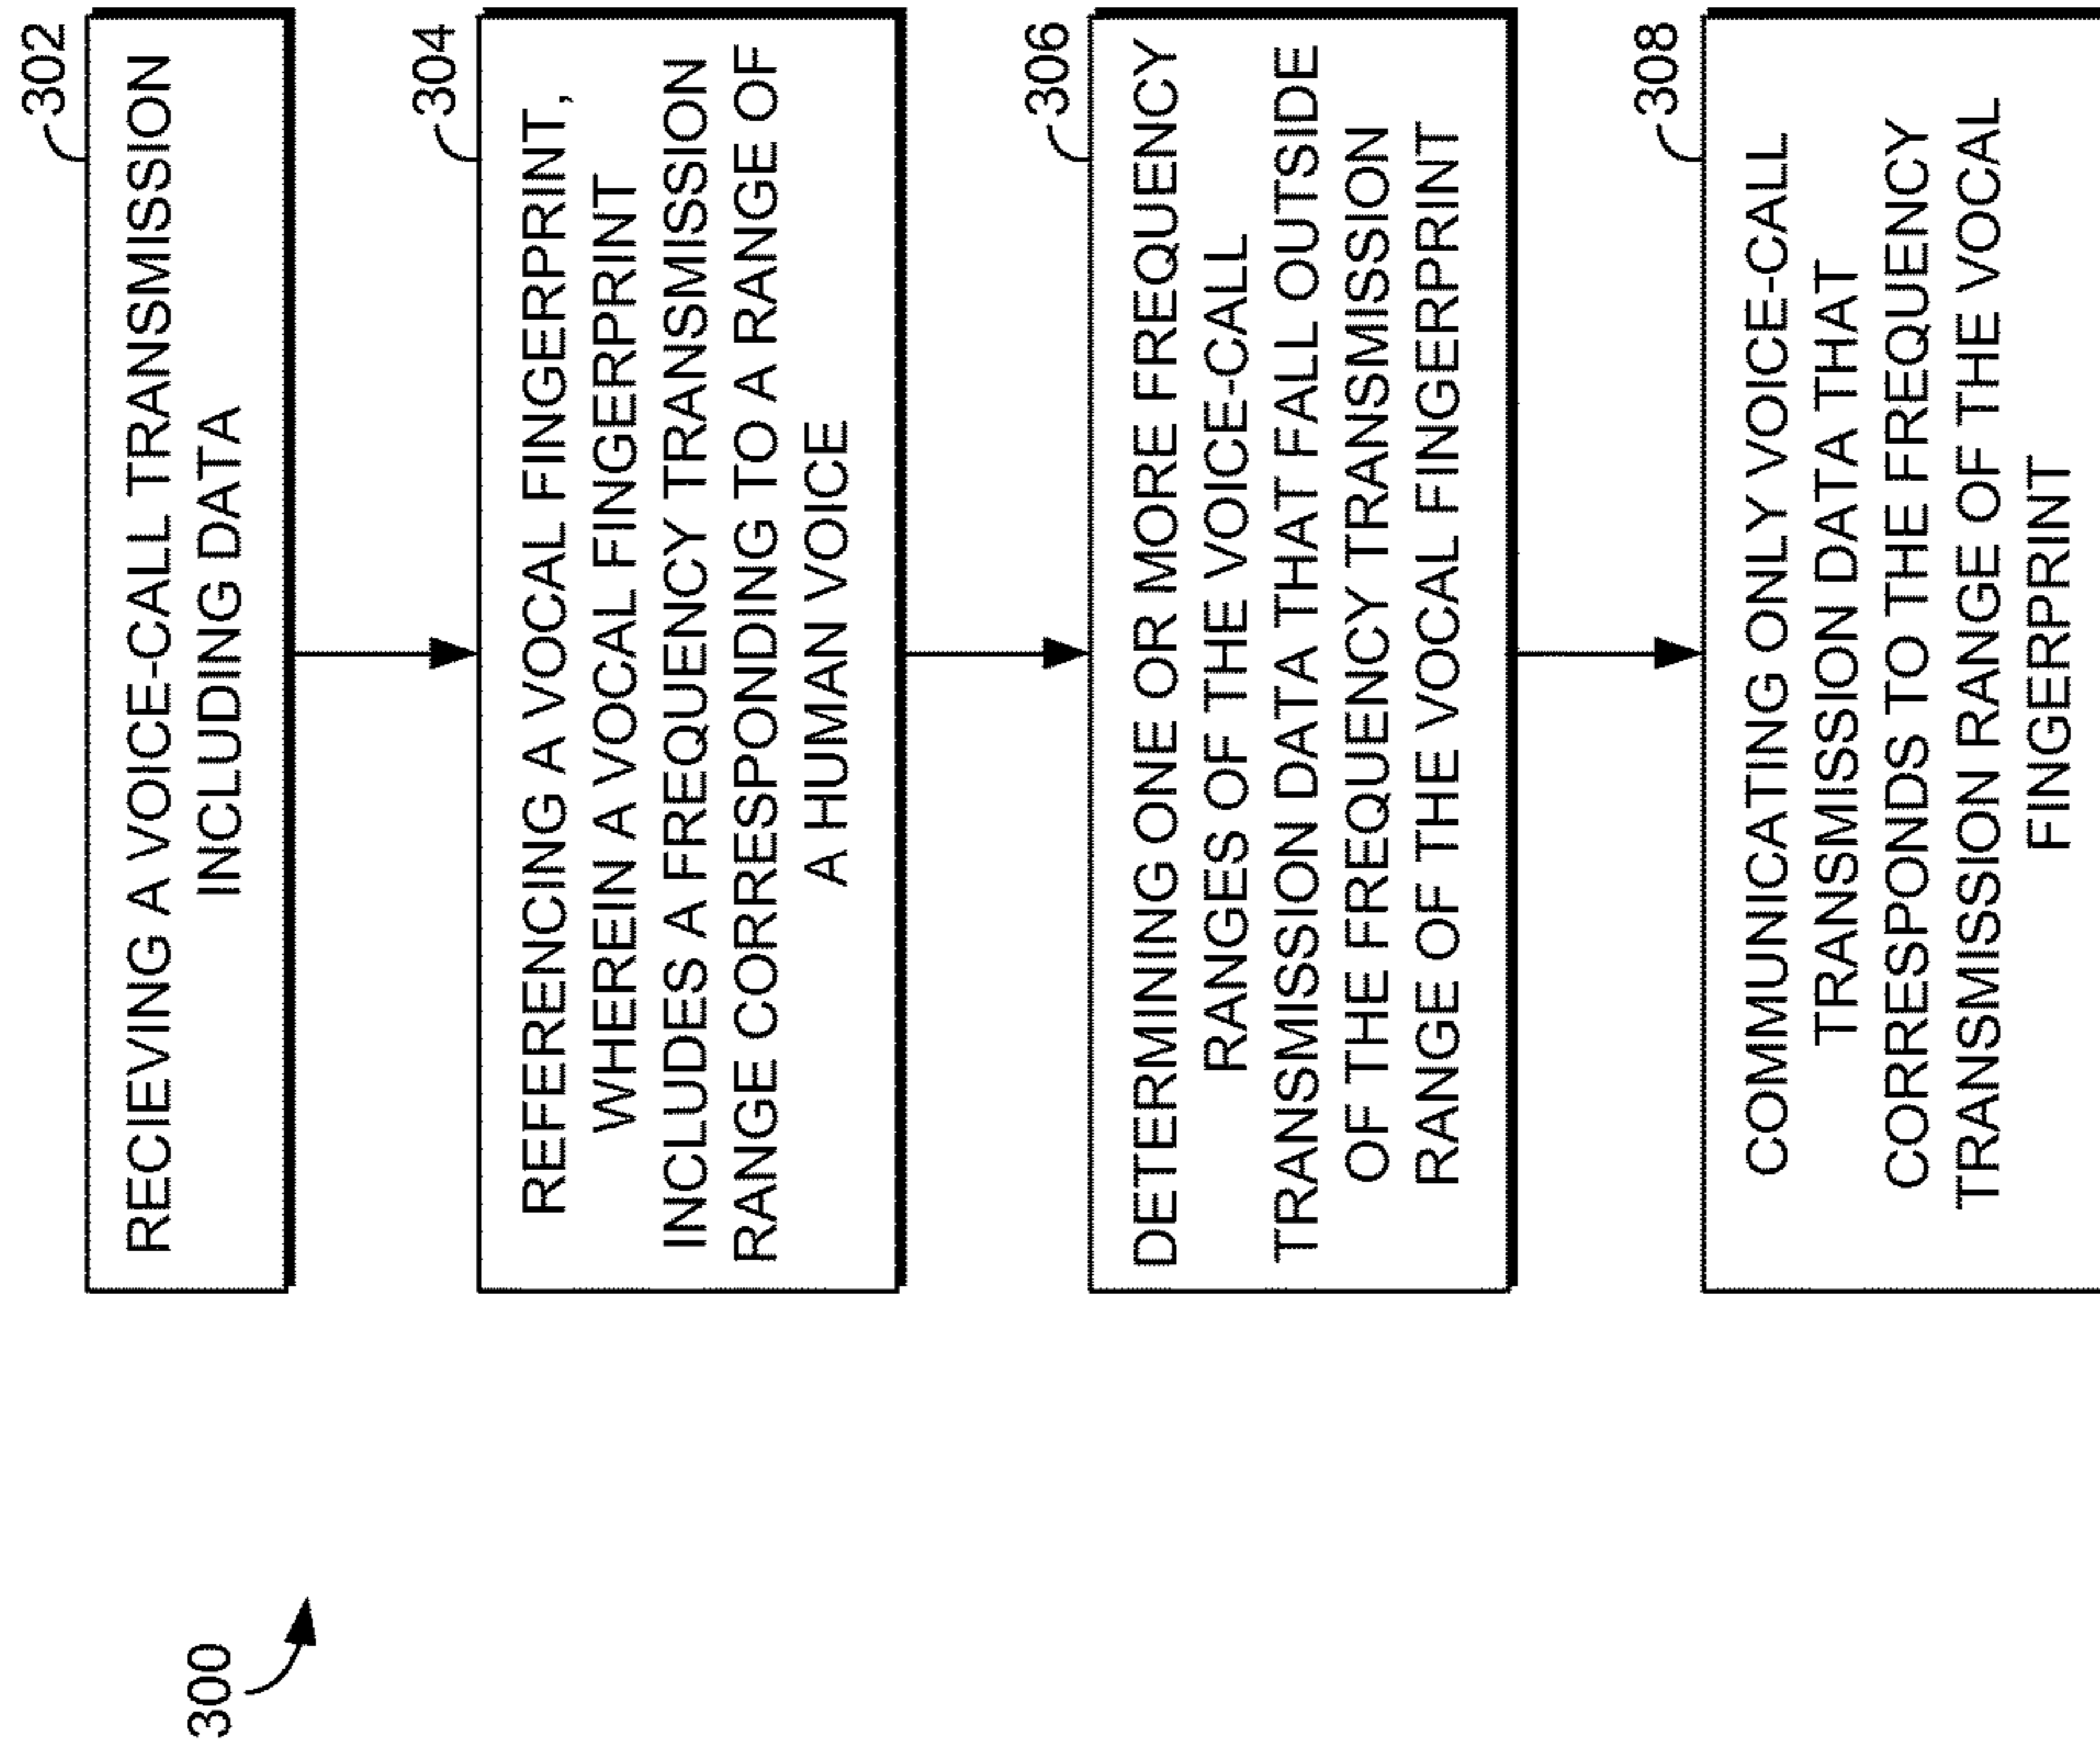 300
302
RECIEVING A VOICE-CALL TRANSMISSION
INCLUDING DATA
304
REFERENCING A VOCAL FINGERPRINT,
WHEREIN A VOCAL FINGERPRINT
INCLUDES A FREQUENCY TRANSMISSION
RANGE CORRESPONDING TO A RANGE OF
A HUMAN VOICE
306
DETERMINING ONE OR MORE FREQUENCY
RANGES OF THE VOICE-CALL
TRANSMISSION DATA THAT FALL OUTSIDE
OF THE FREQUENCY TRANSMISSION
RANGE OF THE VOCAL FINGERPRINT
308
COMMUNICATING ONLY VOICE-CALL
TRANSMISSION DATA THAT
CORRESPONDS TO THE FREQUENCY
TRANSMISSION RANGE OF THE VOCAL
FINGERPRINT